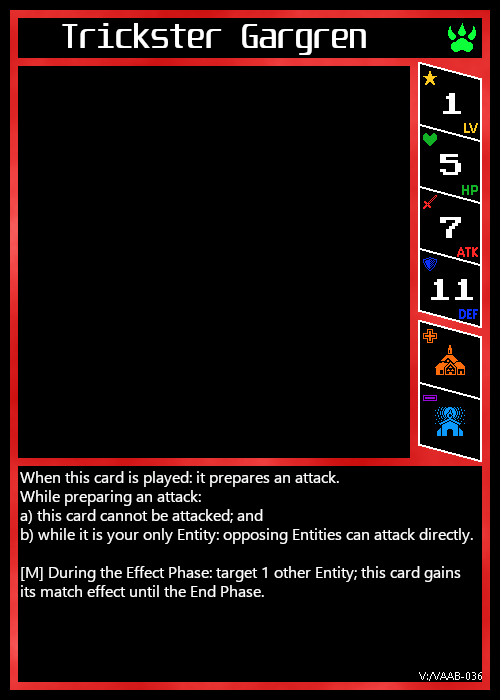 Trickster Gargren
1
LV
5
HP
7
ATK
11
DEF
When this card is played: it prepares an attack.
While preparing an attack:
a) this card cannot be attacked; and
b) while it is your only Entity: opposing Entities can attack directly.
[M] During the Effect Phase: target 1 other Entity; this card gains
its match effect until the End Phase.
V:/VAAB-036